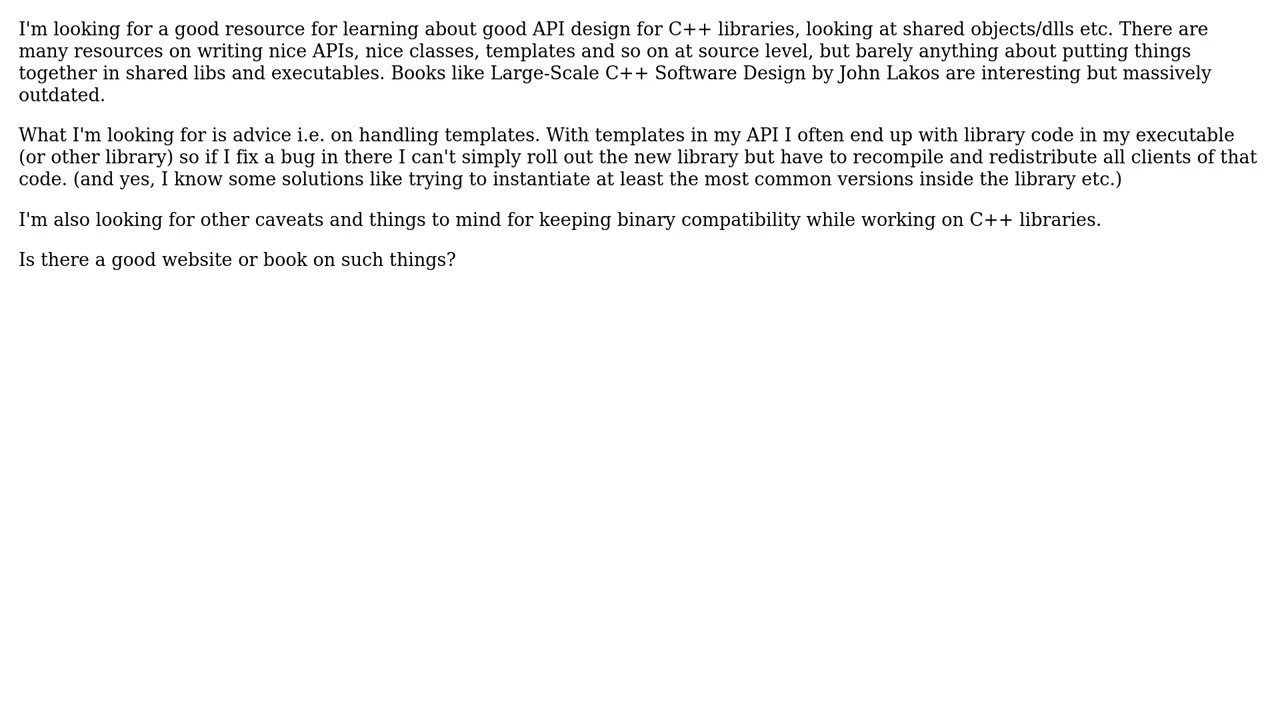 I'm looking for a good resource for learning about good API design for C++ libraries, looking at shared objects/dlls etc. There are
many resources on writing nice APIs, nice classes, templates and so on at source level, but barely anything about putting things
together in shared libs and executables. Books like Large-Scale C++ Software Design by John Lakos are interesting but massively
outdated.
What I'm looking for is advice i.e. on handling templates. With templates in my API I often end up with library code in my executable
(or other library) so if I fix a bug in there I can't simply roll out the new library but have to recompile and redistribute all clients of that
code. (and yes, I know some solutions like trying to instantiate at least the most common versions inside the library etc.)
I'm also looking for other caveats and things to mind for keeping binary compatibility while working on C++ libraries.
Is there a good website or book on such things?